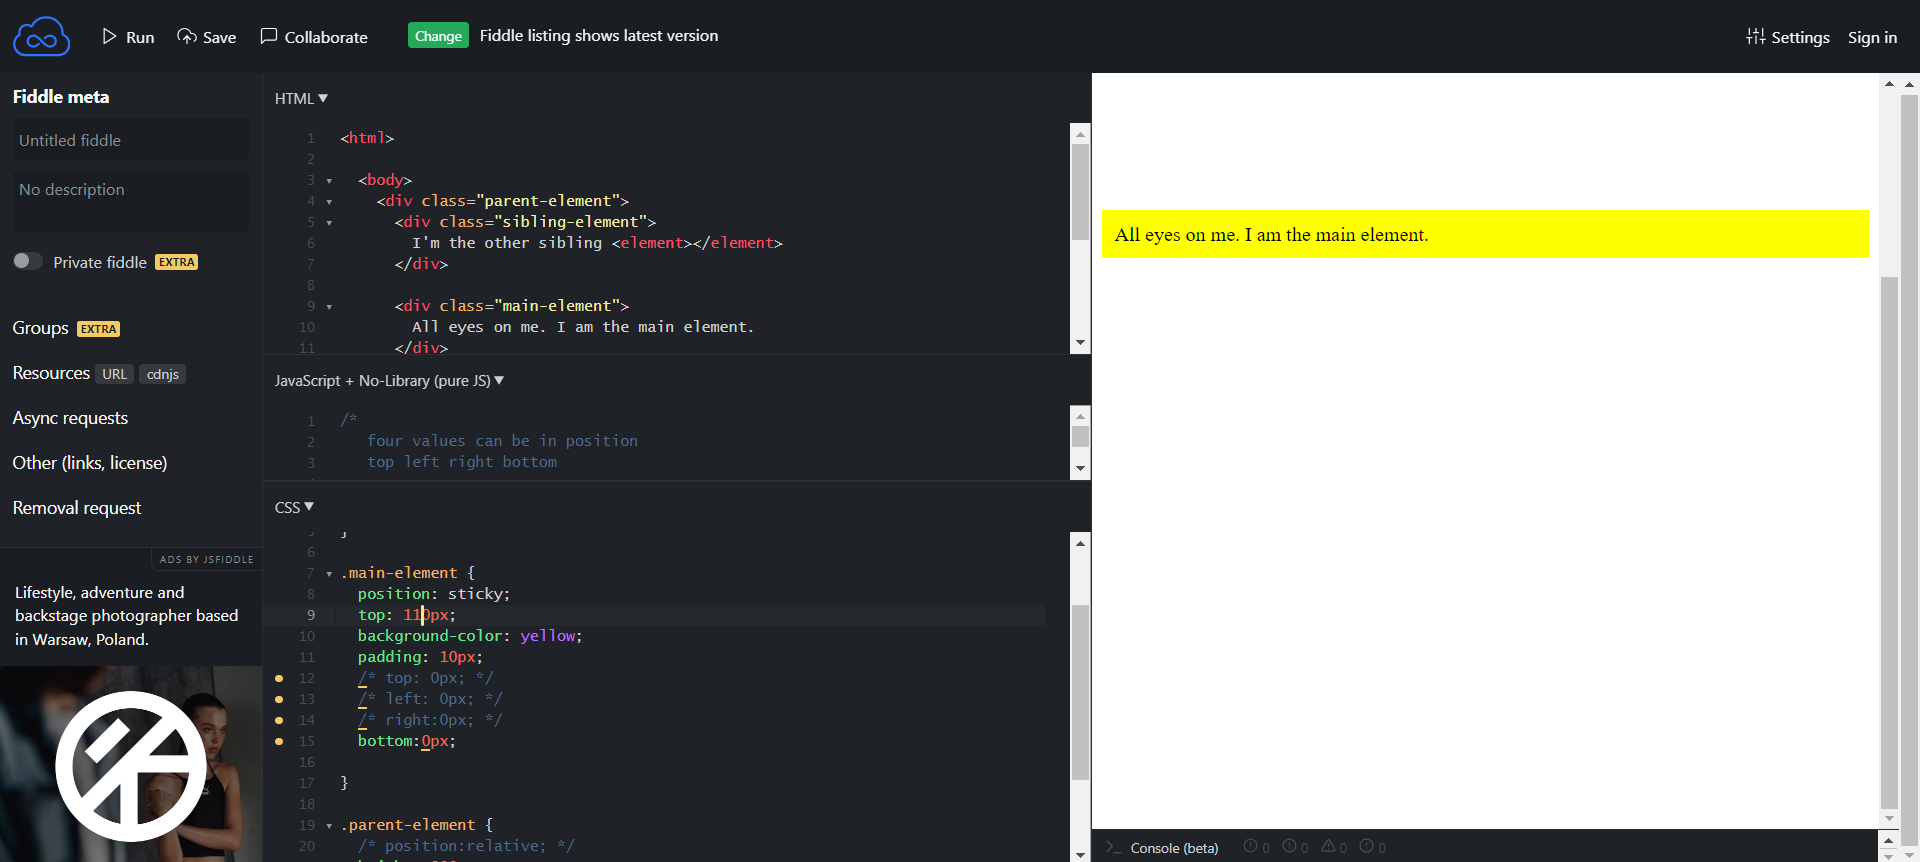 Run
Save
Collaborate
Change
Fiddle listing shows latest version
Settings
Sign in
Fiddle meta
Untitled fiddle
No description
Private fiddle EXTRA
Groups EXTRA
Resources URL cdnjs
Async requests
Other (links, license)
Removal request
ADS BY JSFIDDLE
Lifestyle, adventure and
backstage photographer based
in Warsaw, Poland.
HTML ▼
1 <html>
2
3 <body>
4 <div class="parent-element">
5 <div class="sibling-element">
6 I'm the other sibling <element></element>
7 </div>
8
9 <div class="main-element">
10 All eyes on me. I am the main element.
11 </div>
JavaScript + No-Library (pure JS) ▼
1 /*
2 four values can be in position
3 top left right bottom
CSS ▼
5 }
6
7 .main-element {
8 position: sticky;
9 top: 110px;
10 background-color: yellow;
11 padding: 10px;
12 /* top: 0px; */
13 /* left: 0px; */
14 /* right:0px; */
15 bottom:0px;
16
17 }
18
19 .parent-element {
20 /* position:relative; */
All eyes on me. I am the main element.
>_ Console (beta) 0 0 0 0